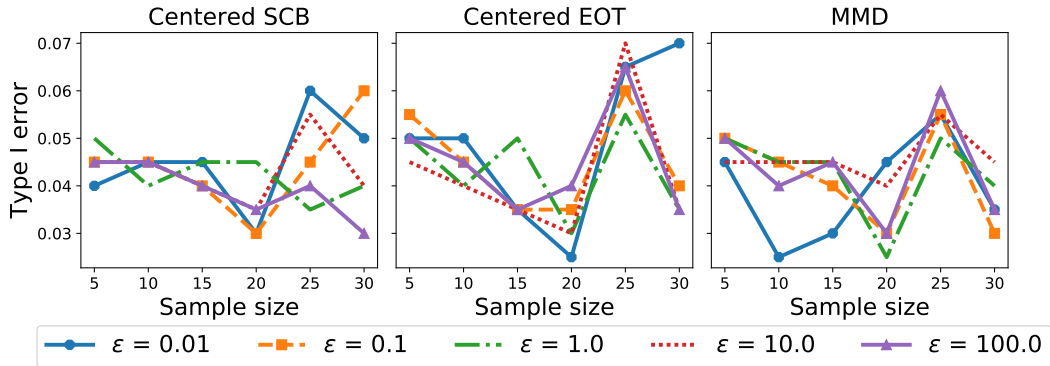 Centered SCB Centered EOT MMD
Type I error
0.07
0.06
0.05
0.04
0.03
5 10 15 20 25 30 5 10 15 20 25 30 5 10 15 20 25 30
Sample size Sample size Sample size
ε = 0.01 ε = 0.1 ε = 1.0 ε = 10.0 ε = 100.0